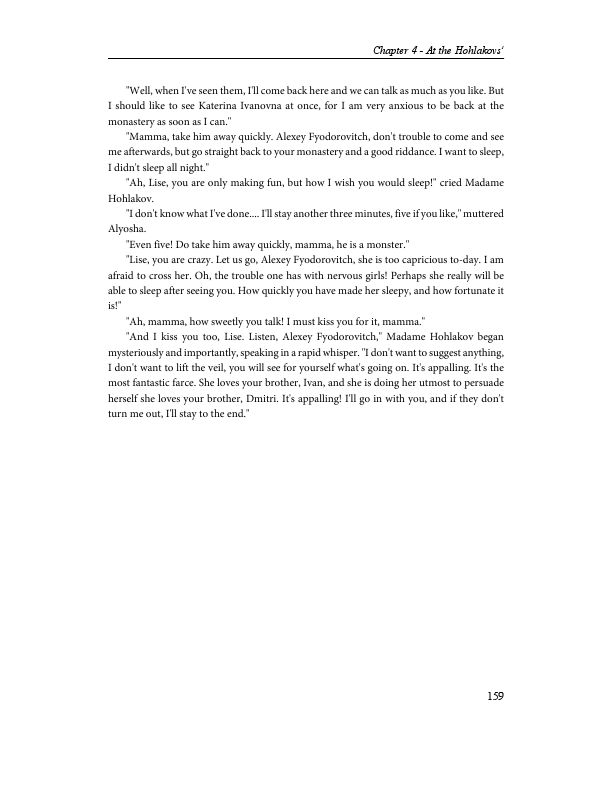 Chapter 4 - At the Hohlakovs'
"Well, when I've seen them, I'll come back here and we can talk as much as you like. But
I should like to see Katerina Ivanovna at once, for I am very anxious to be back at the
monastery as soon as I can."
"Mamma, take him away quickly. Alexey Fyodorovitch, don't trouble to come and see
me afterwards, but go straight back to your monastery and a good riddance. I want to sleep,
I didn't sleep all night."
"Ah, Lise, you are only making fun, but how I wish you would sleep!" cried Madame
Hohlakov.
"I don't know what I've done.... I'll stay another three minutes, five if you like," muttered
Alyosha.
"Even five! Do take him away quickly, mamma, he is a monster."
"Lise, you are crazy. Let us go, Alexey Fyodorovitch, she is too capricious to-day. I am
afraid to cross her. Oh, the trouble one has with nervous girls! Perhaps she really will be
able to sleep after seeing you. How quickly you have made her sleepy, and how fortunate it
is!"
"Ah, mamma, how sweetly you talk! I must kiss you for it, mamma."
"And I kiss you too, Lise. Listen, Alexey Fyodorovitch," Madame Hohlakov began
mysteriously and importantly, speaking in a rapid whisper. "I don't want to suggest anything,
I don't want to lift the veil, you will see for yourself what's going on. It's appalling. It's the
most fantastic farce. She loves your brother, Ivan, and she is doing her utmost to persuade
herself she loves your brother, Dmitri. It's appalling! I'll go in with you, and if they don't
turn me out, I'll stay to the end."
159